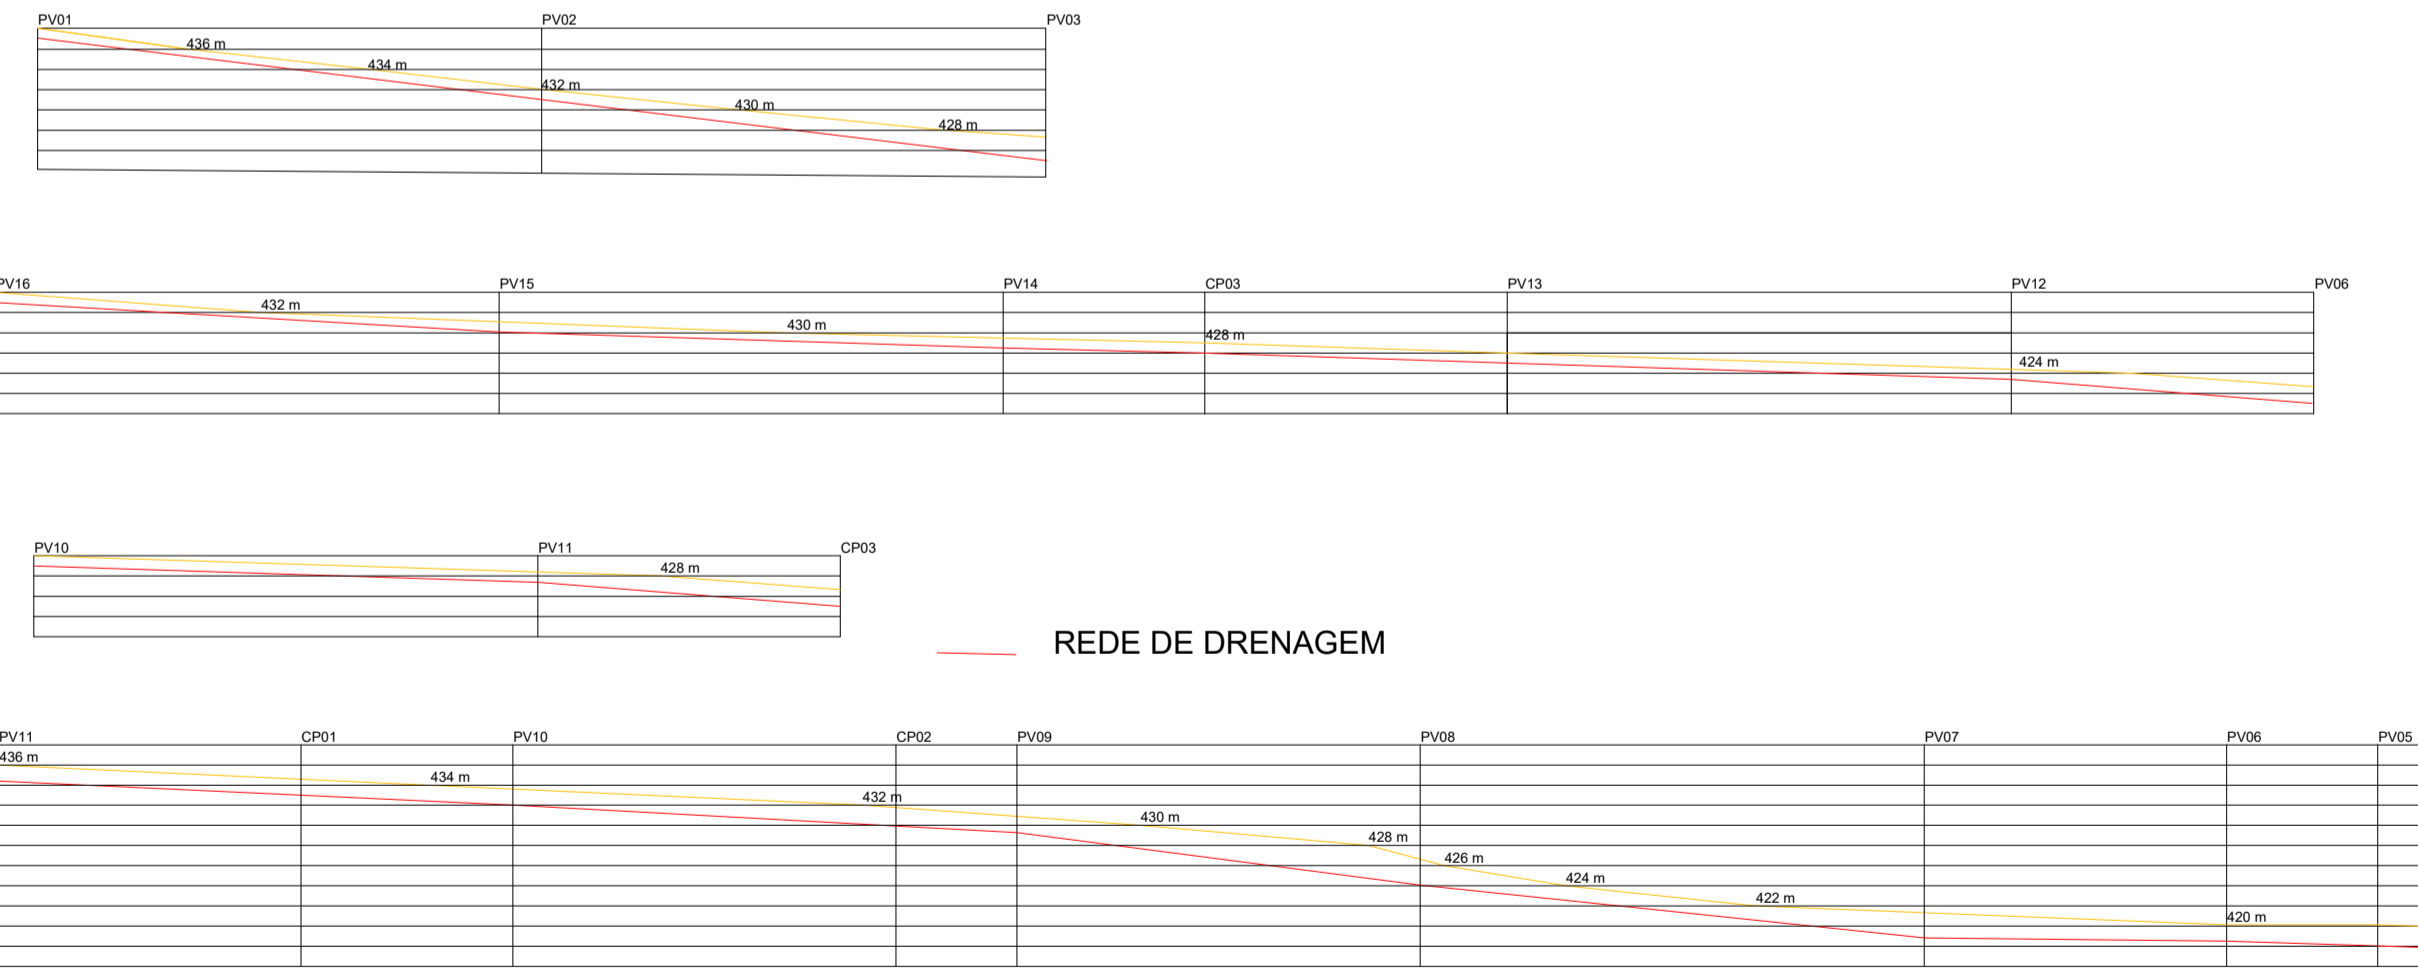 PV01 PV02 PV03
436 m
434 m
432 m
430 m
428 m
PV16 PV15 PV14 CP03 PV13 PV12 PV06
432 m
430 m
428 m
424 m
PV10 PV11 CP03
428 m
REDE DE DRENAGEM
PV11 CP01 PV10 CP02 PV09 PV08 PV07 PV06 PV05
436 m
434 m
432 m
430 m
428 m
426 m
424 m
422 m
420 m